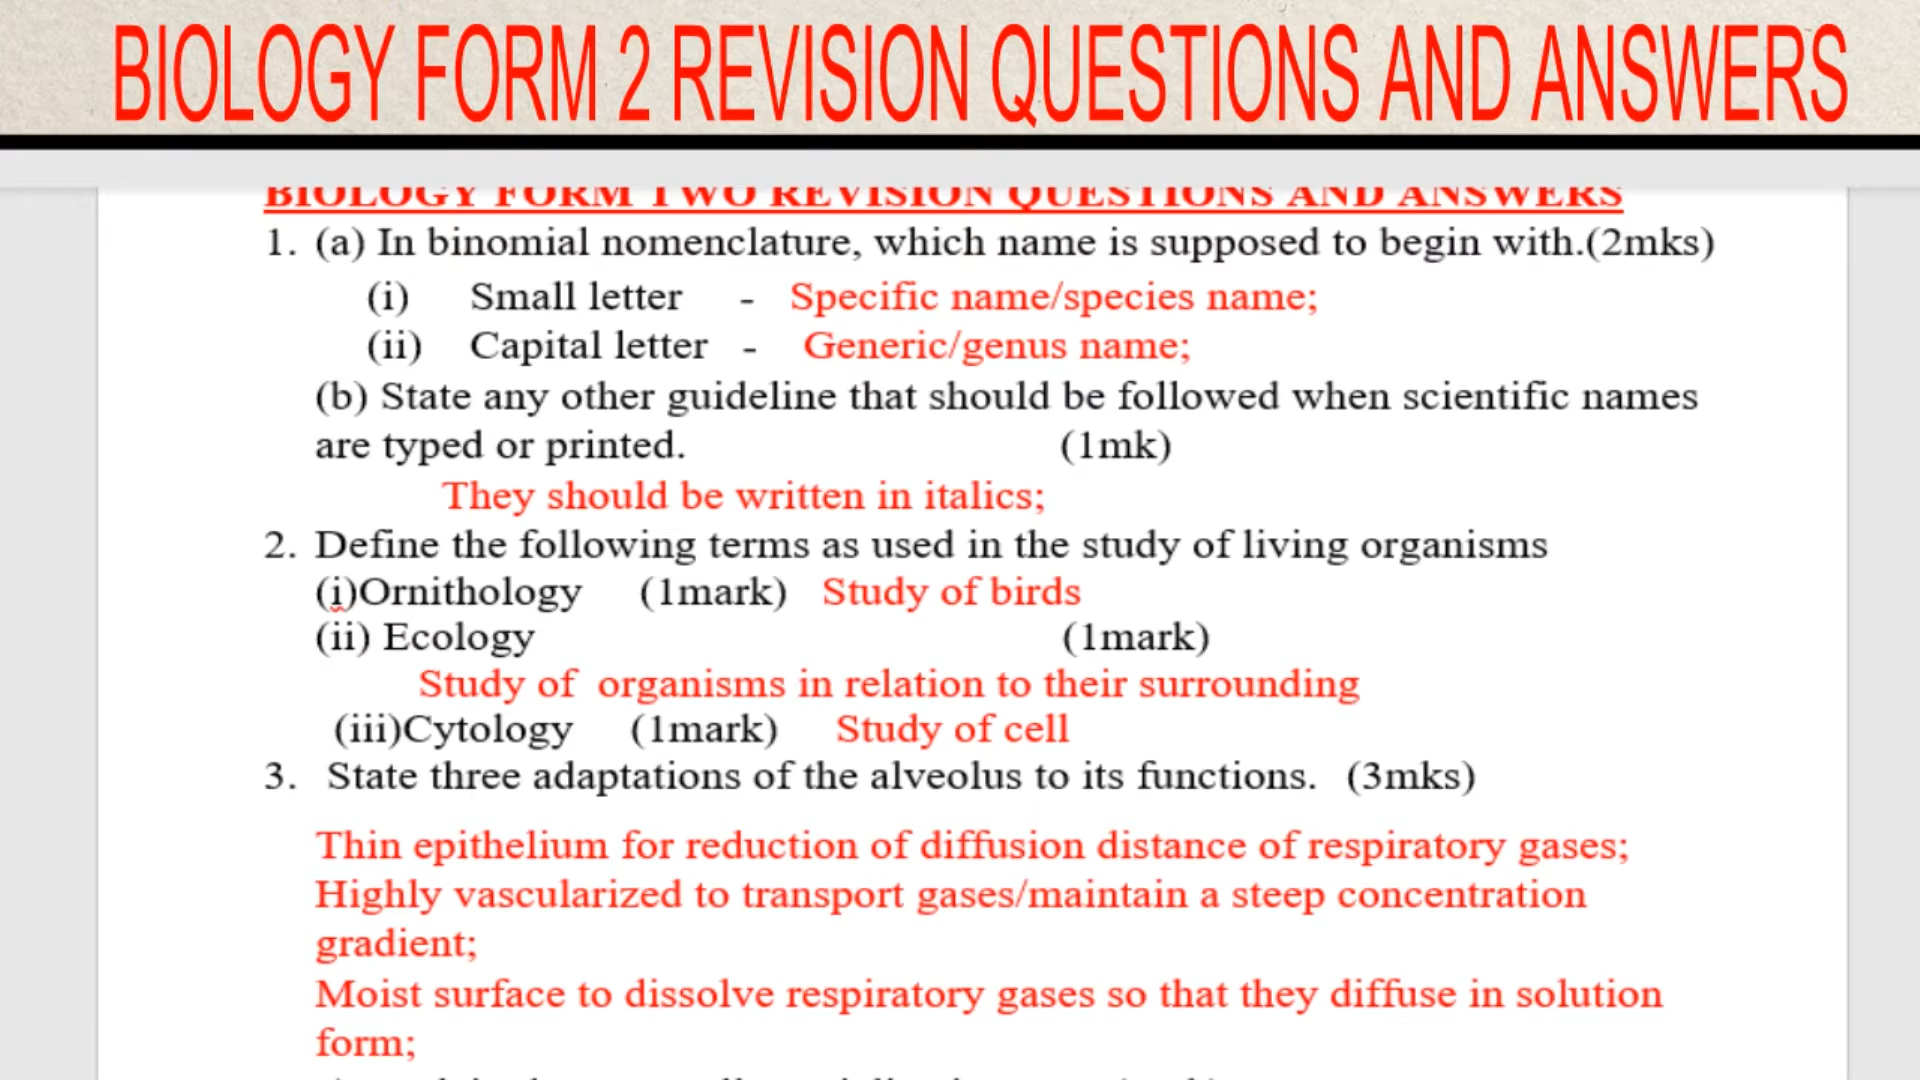 BIOLOGY FORM 2 REVISION QUESTIONS AND ANSWERS
BIOLOGY FORM TWO REVISION QUESTIONS AND ANSWERS
1. (a) In binomial nomenclature, which name is supposed to begin with.(2mks)
(i) Small letter - Specific name/species name;
(ii) Capital letter - Generic/genus name;
(b) State any other guideline that should be followed when scientific names
are typed or printed. (1mk)
They should be written in italics;
2. Define the following terms as used in the study of living organisms
(i)Ornithology (1mark) Study of birds
(ii) Ecology (1mark)
Study of organisms in relation to their surrounding
(iii)Cytology (1mark) Study of cell
3. State three adaptations of the alveolus to its functions. (3mks)
Thin epithelium for reduction of diffusion distance of respiratory gases;
Highly vascularized to transport gases/maintain a steep concentration
gradient;
Moist surface to dissolve respiratory gases so that they diffuse in solution
form;